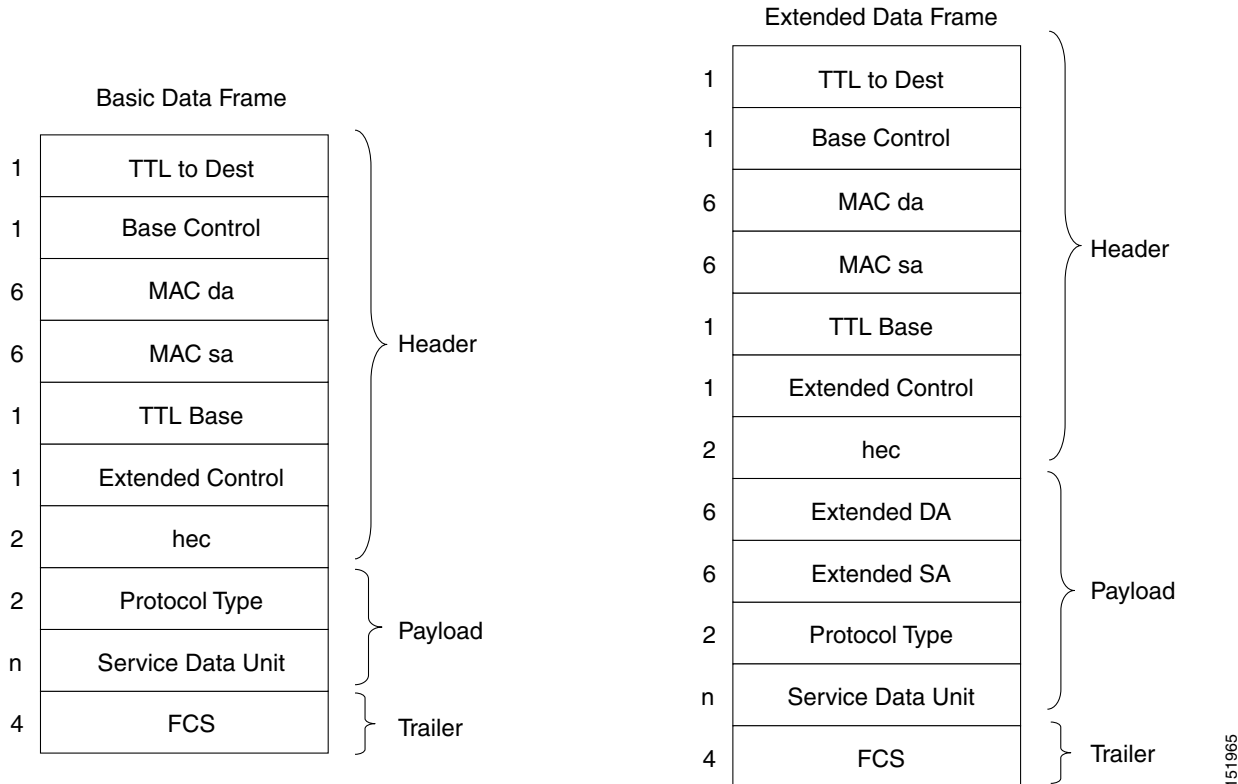 Basic Data Frame
1 TTL to Dest
1 Base Control
6 MAC da
6 MAC sa
1 TTL Base
1 Extended Control
2 hec
Header
2 Protocol Type
n Service Data Unit
Payload
4 FCS
Trailer
Extended Data Frame
1 TTL to Dest
1 Base Control
6 MAC da
6 MAC sa
1 TTL Base
1 Extended Control
2 hec
Header
6 Extended DA
6 Extended SA
2 Protocol Type
n Service Data Unit
Payload
4 FCS
Trailer
151965